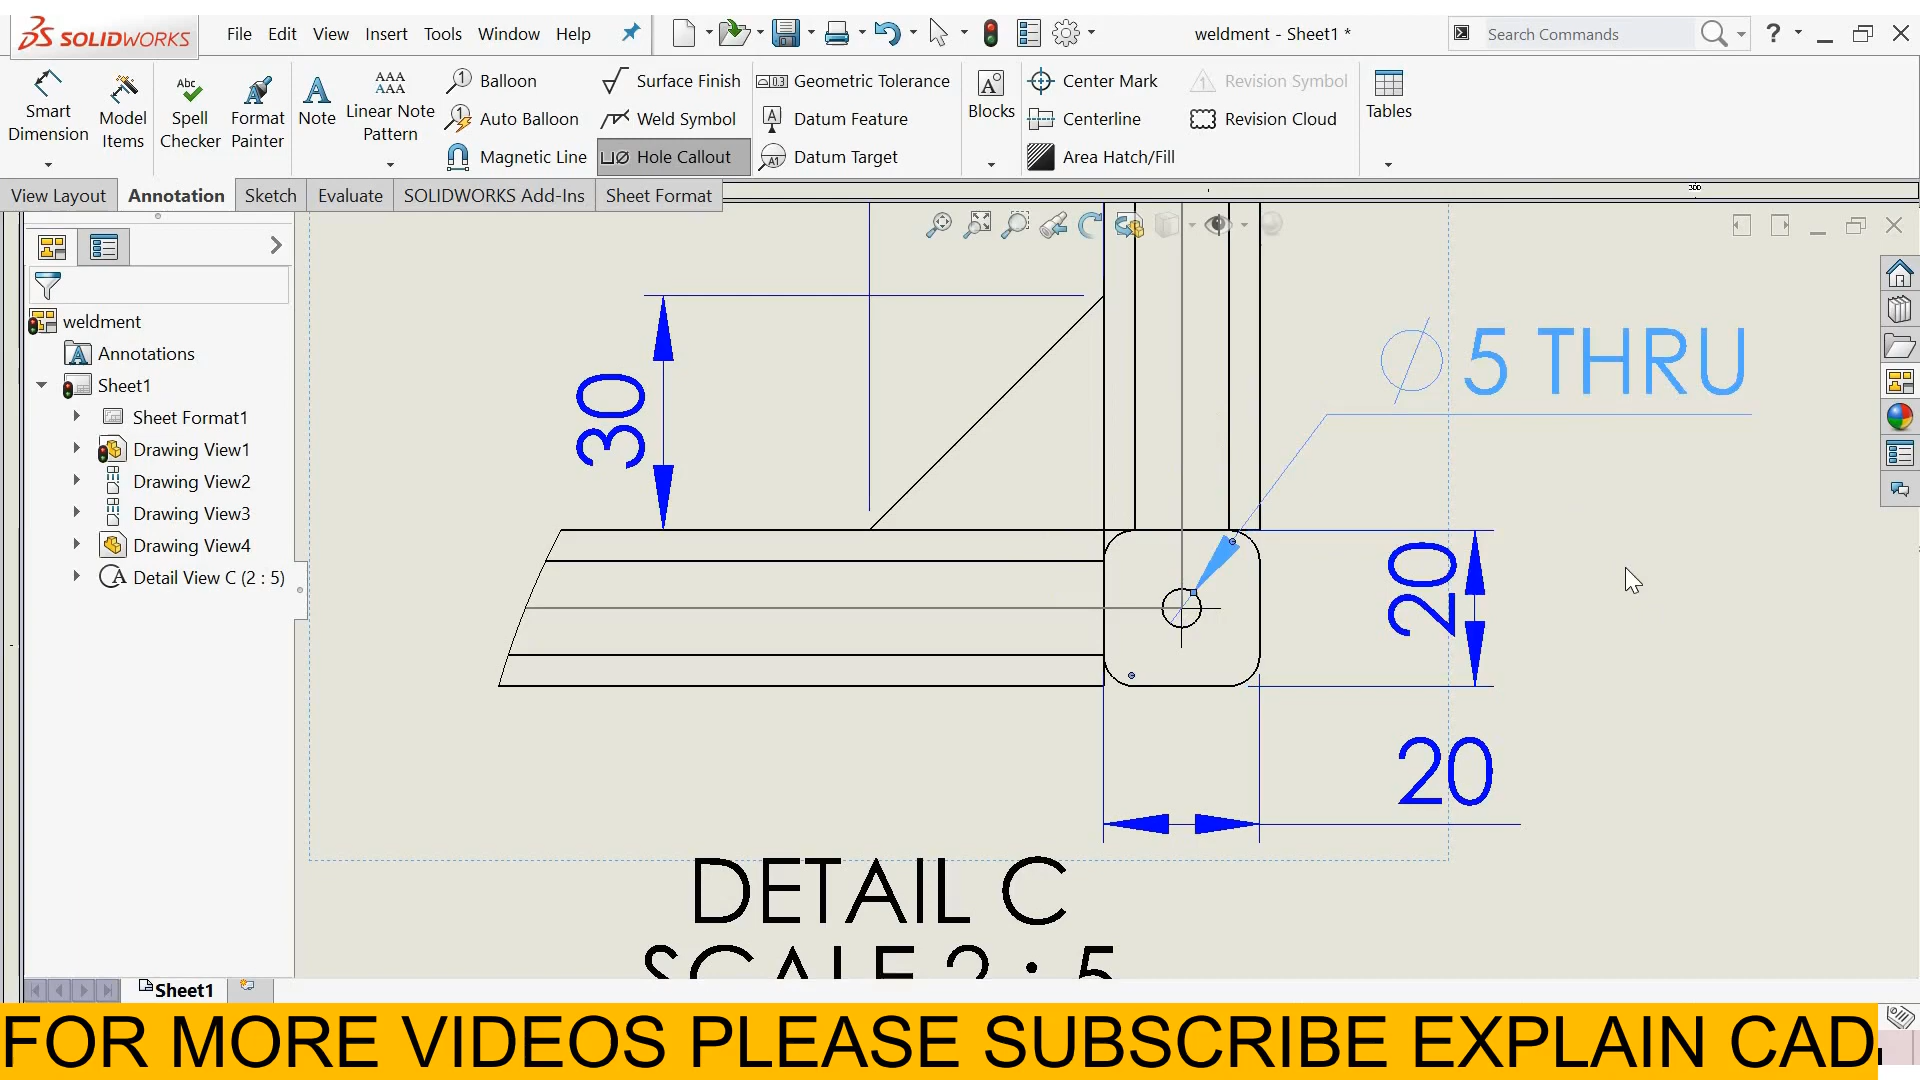 SOLIDWORKS File Edit View Insert Tools Window Help weldment - Sheet1 * Search Commands ?
Smart Dimension
Model Items
Spell Checker
Format Painter
Note
Linear Note Pattern
Balloon
Auto Balloon
Magnetic Line
Surface Finish
Weld Symbol
Hole Callout
Geometric Tolerance
Datum Feature
Datum Target
Blocks
Center Mark
Centerline
Area Hatch/Fill
Revision Symbol
Revision Cloud
Tables
View Layout Annotation Sketch Evaluate SOLIDWORKS Add-Ins Sheet Format
300
weldment
Annotations
Sheet1
Sheet Format1
Drawing View1
Drawing View2
Drawing View3
Drawing View4
Detail View C (2 : 5)
30
∅ 5 THRU
20
20
DETAIL C
SCALE 2 : 5
Sheet1
FOR MORE VIDEOS PLEASE SUBSCRIBE EXPLAIN CAD.